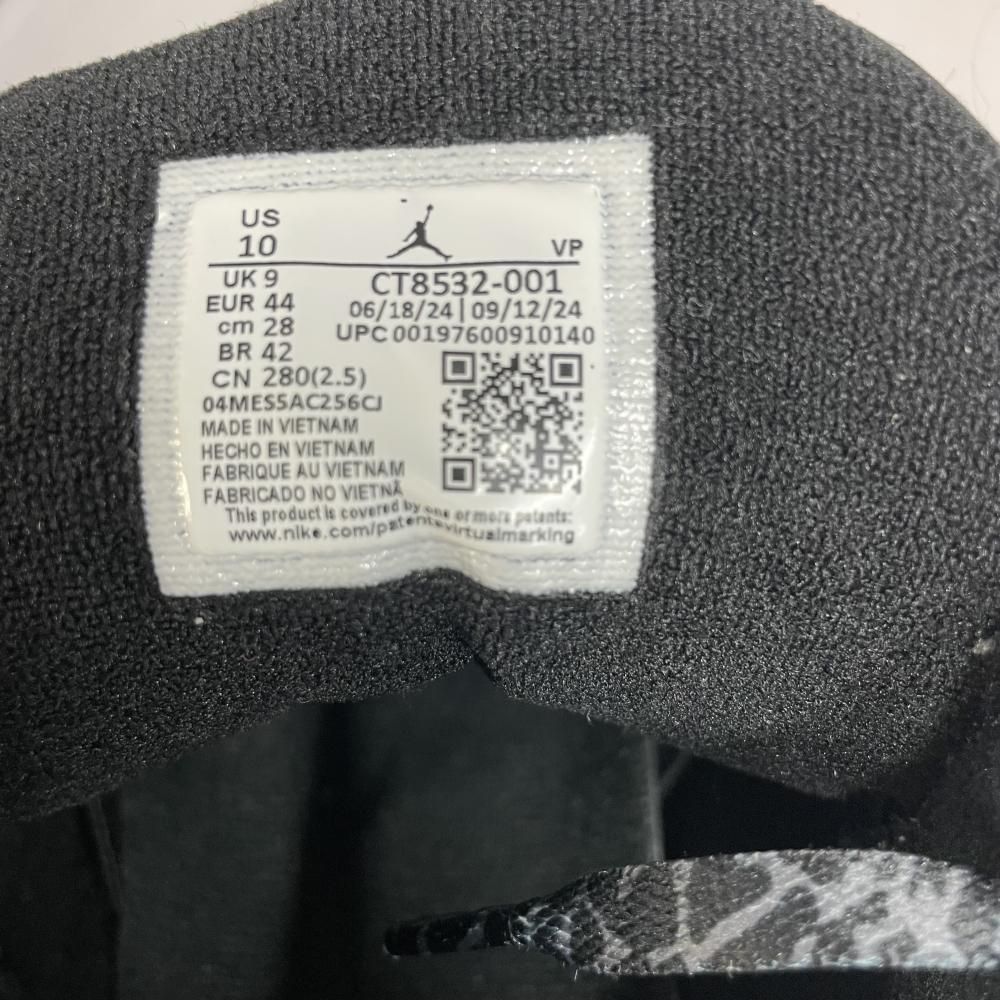 US
10
VP
UK 9
CT8532-001
EUR 44
06/18/24 | 09/12/24
cm 28
UPC 00197600910140
BR 42
CN 280(2.5)
04MES5AC256CJ
MADE IN VIETNAM
HECHO EN VIETNAM
FABRIQUE AU VIETNAM
FABRICADO NO VIETNÃ
This product is covered by one or more patents:
www.nike.com/patentsvirtualmarking